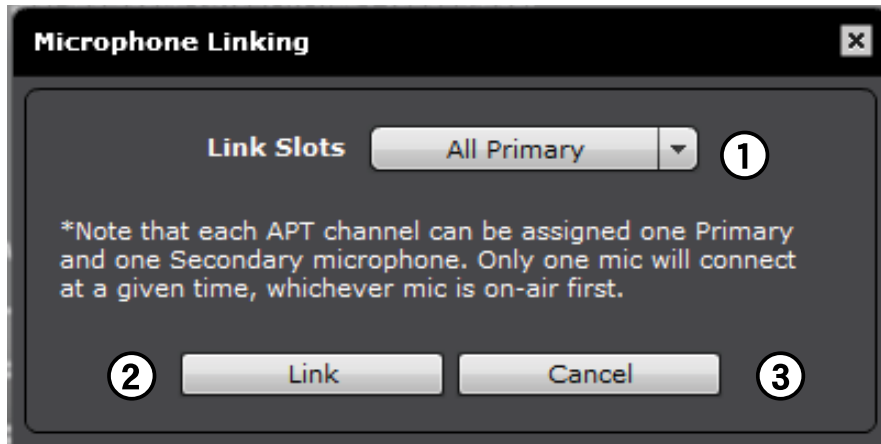 Microphone Linking
Link Slots All Primary 1
*Note that each APT channel can be assigned one Primary
and one Secondary microphone. Only one mic will connect
at a given time, whichever mic is on-air first.
2 Link Cancel 3